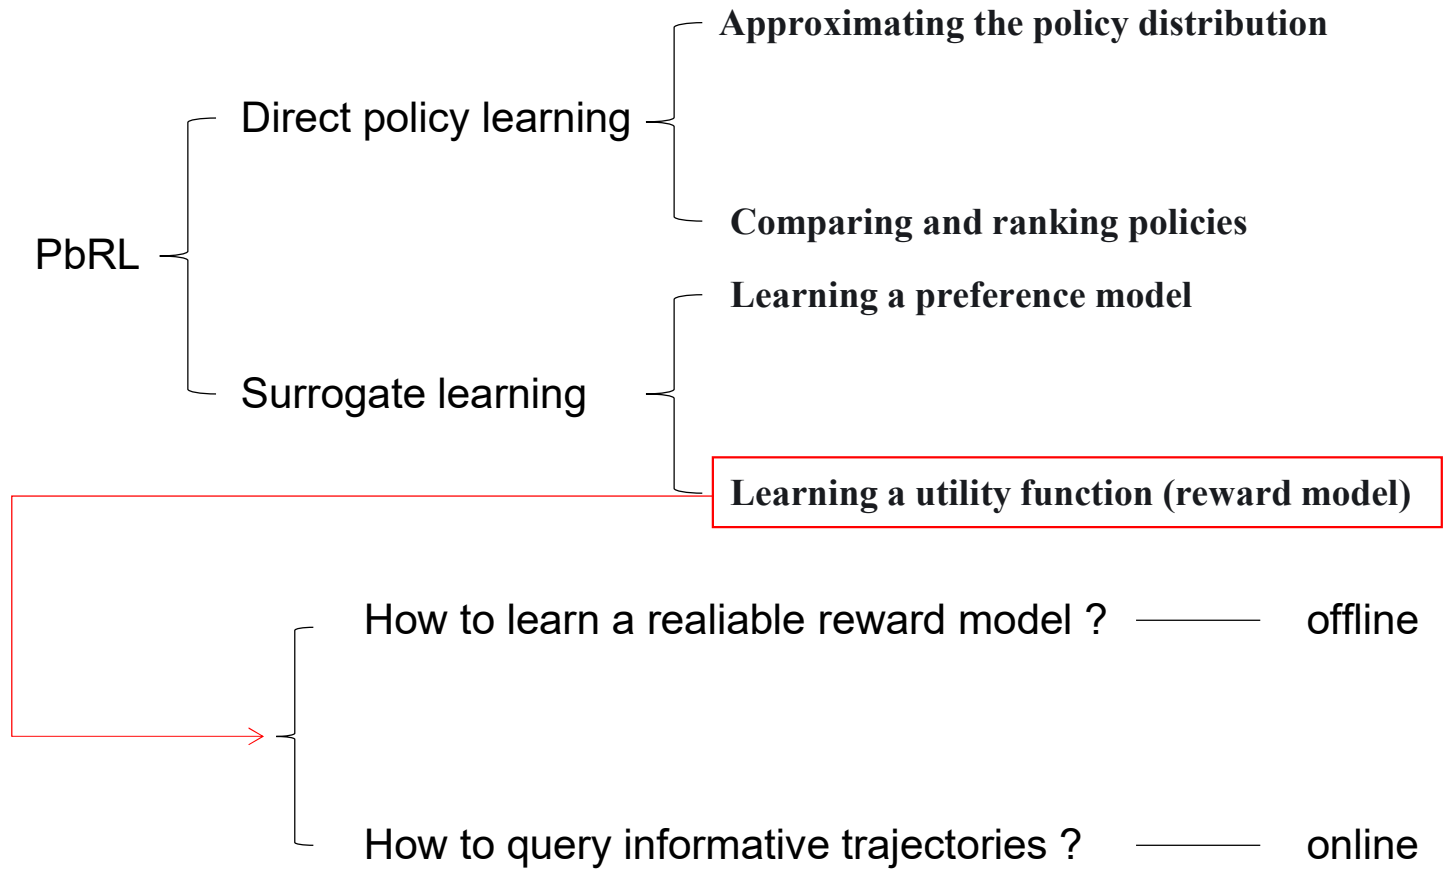 Approximating the policy distribution
Direct policy learning
Comparing and ranking policies
PbRL
Learning a preference model
Surrogate learning
Learning a utility function (reward model)
How to learn a realiable reward model ?
offline
How to query informative trajectories ?
online